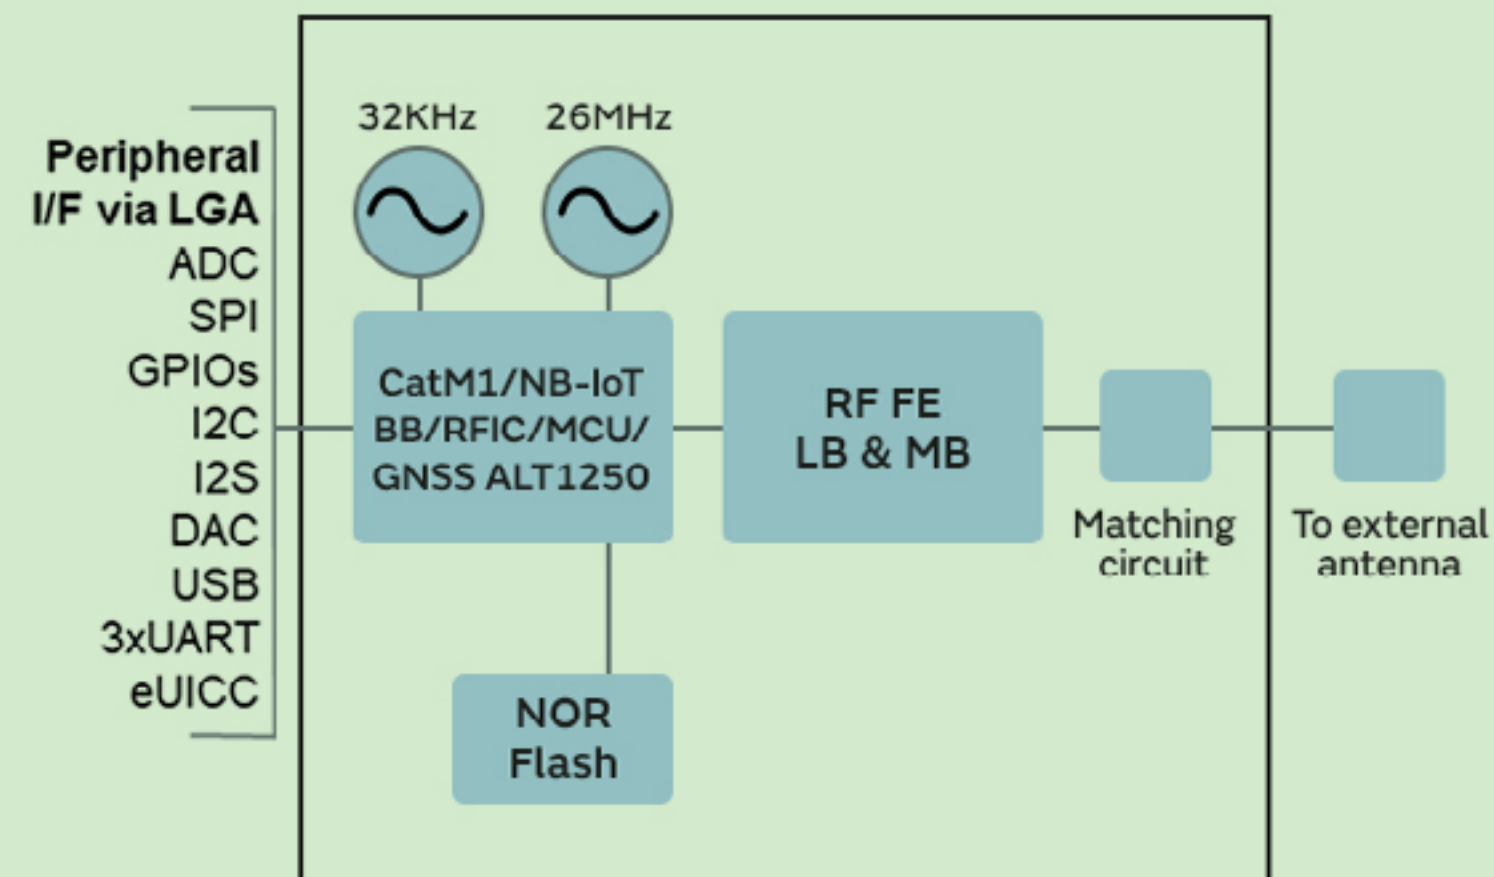 Peripheral
I/F via LGA
ADC
SPI
GPIOs
I2C
I2S
DAC
USB
3xUART
eUICC
32KHz
26MHz
CatM1/NB-IoT
BB/RFIC/MCU/
GNSS ALT1250
RF FE
LB & MB
NOR
Flash
Matching
circuit
To external
antenna